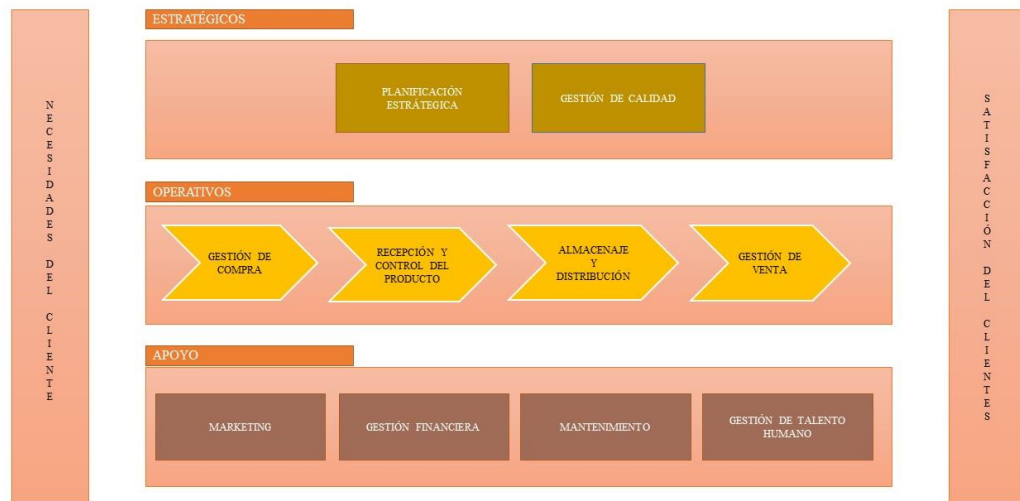 NECESIDADES DEL CLIENTE
ESTRATÉGICOS
PLANIFICACIÓN
ESTRÁTEGICA
GESTIÓN DE CALIDAD
OPERATIVOS
GESTIÓN DE
COMPRA
RECEPCIÓN Y
CONTROL DEL
PRODUCTO
ALMACENAJE
Y
DISTRIBUCIÓN
GESTIÓN DE
VENTA
APOYO
MARKETING
GESTIÓN FINANCIERA
MANTENIMIENTO
GESTIÓN DE TALENTO
HUMANO
SATISFACCIÓN DEL CLIENTES